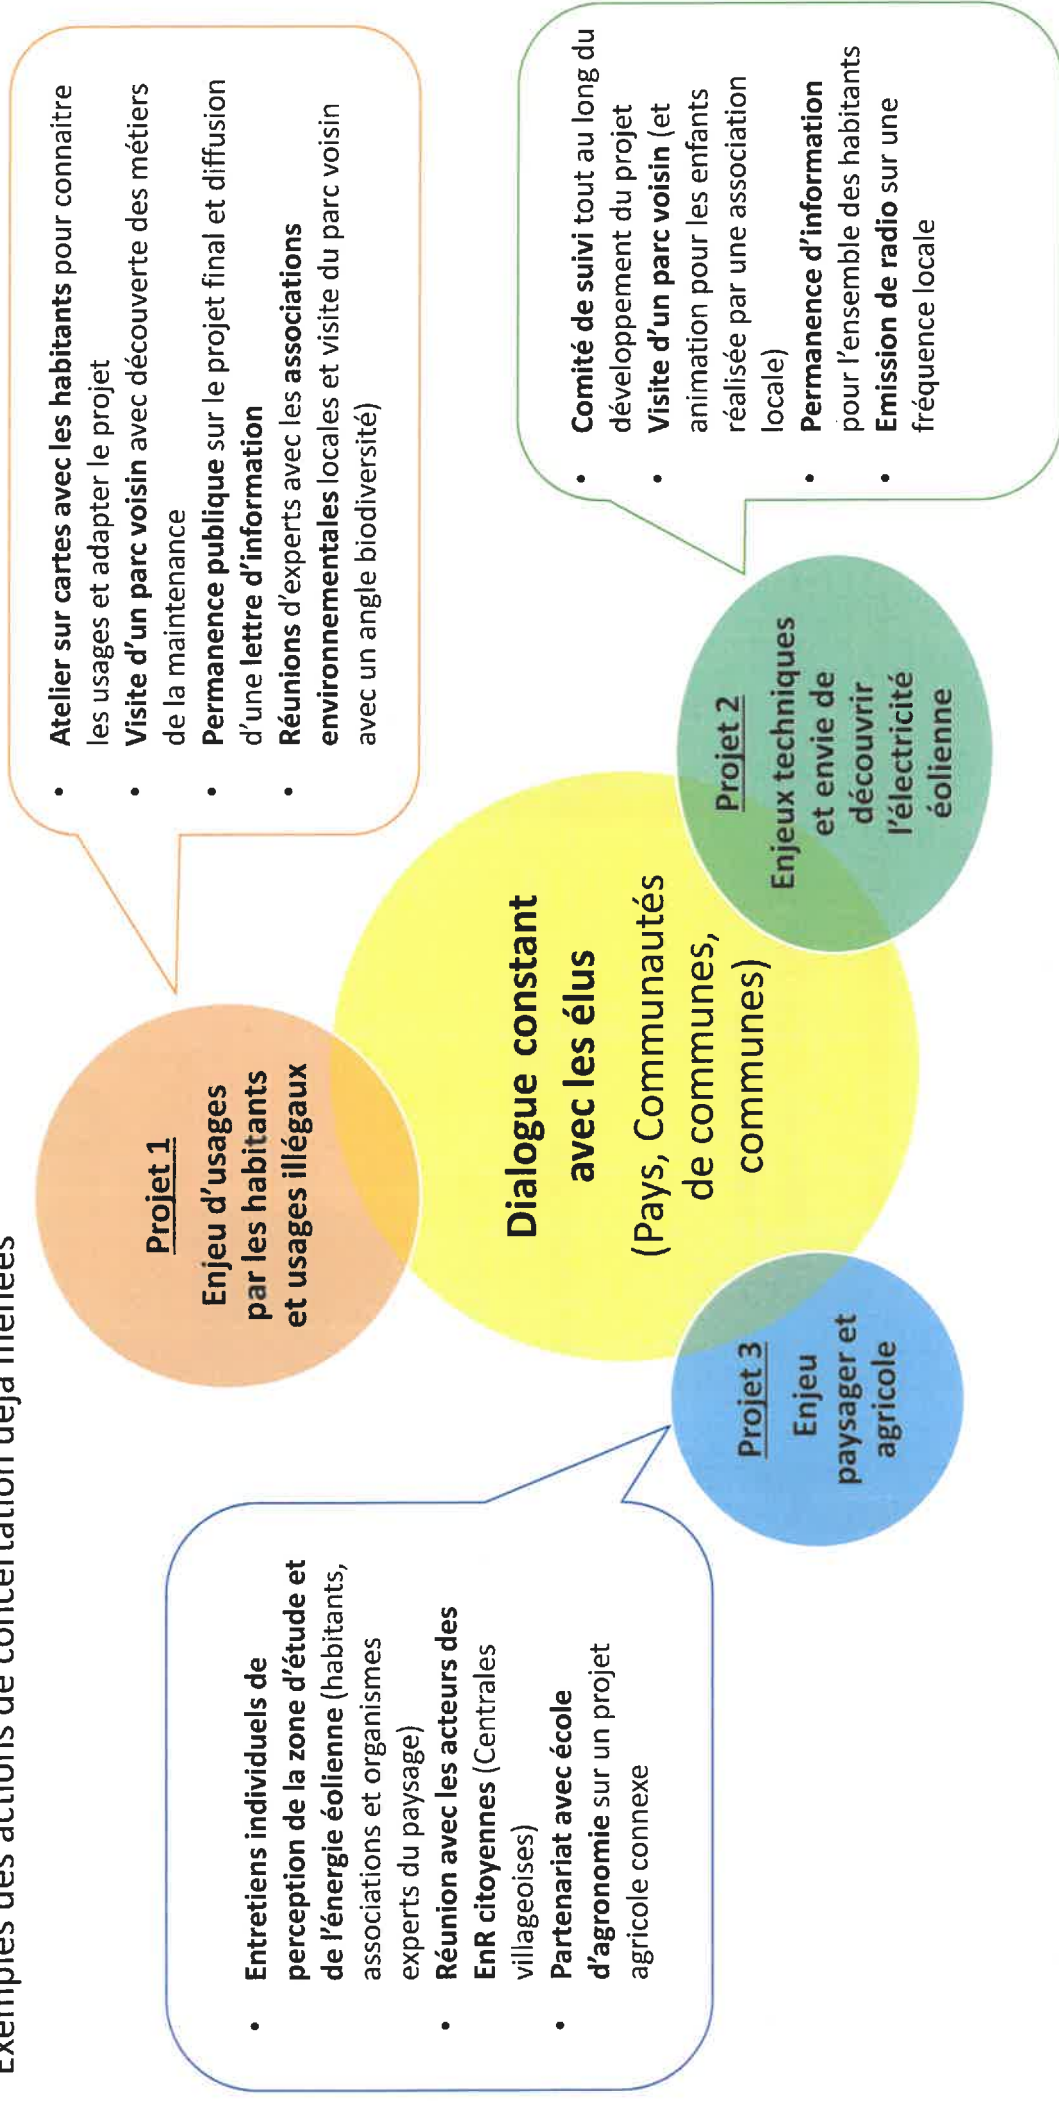 Exemples des actions de concertation déjà menées
• Atelier sur cartes avec les habitants pour connaitre
les usages et adapter le projet
• Visite d'un parc voisin avec découverte des métiers
de la maintenance
• Permanence publique sur le projet final et diffusion
d'une lettre d'information
• Réunions d'experts avec les associations
environnementales locales et visite du parc voisin
avec un angle biodiversité)
Projet 1
Enjeu d'usages
par les habitants
et usages illégaux
• Entretiens individuels de
perception de la zone d'étude et
de l'énergie éolienne (habitants,
associations et organismes
experts du paysage)
• Réunion avec les acteurs des
EnR citoyennes (Centrales
villageoises)
• Partenariat avec école
d'agronomie sur un projet
agricole connexe
Dialogue constant
avec les élus
(Pays, Communautés
de communes,
communes)
• Comité de suivi tout au long du
développement du projet
• Visite d'un parc voisin (et
animation pour les enfants
réalisée par une association
locale)
• Permanence d'information
pour l'ensemble des habitants
• Emission de radio sur une
fréquence locale
Projet 3
Enjeu
paysager et
agricole
Projet 2
Enjeux techniques
et envie de
découvrir
l'électricité
éolienne